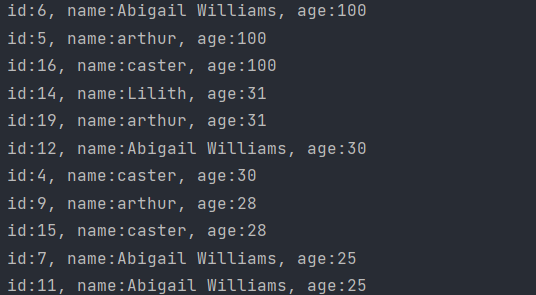 id:6, name:Abigail Williams, age:100
id:5, name:arthur, age:100
id:16, name:caster, age:100
id:14, name:Lilith, age:31
id:19, name:arthur, age:31
id:12, name:Abigail Williams, age:30
id:4, name:caster, age:30
id:9, name:arthur, age:28
id:15, name:caster, age:28
id:7, name:Abigail Williams, age:25
id:11, name:Abigail Williams, age:25